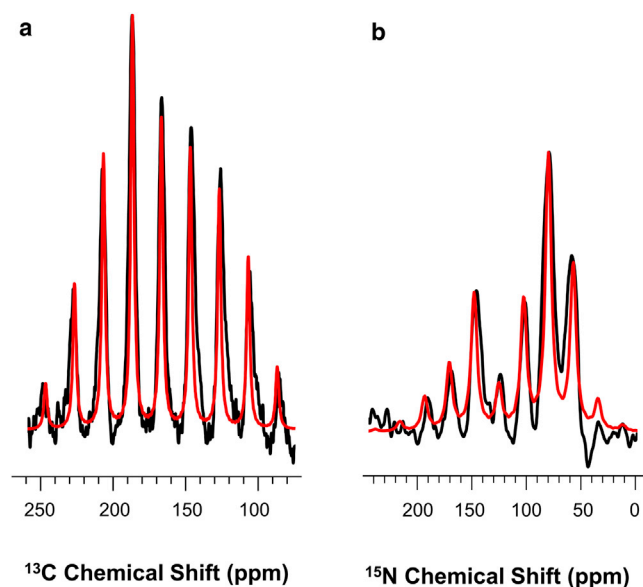 a
b
250 200 150 100
200 150 100 50 0
¹³C Chemical Shift (ppm)
¹⁵N Chemical Shift (ppm)